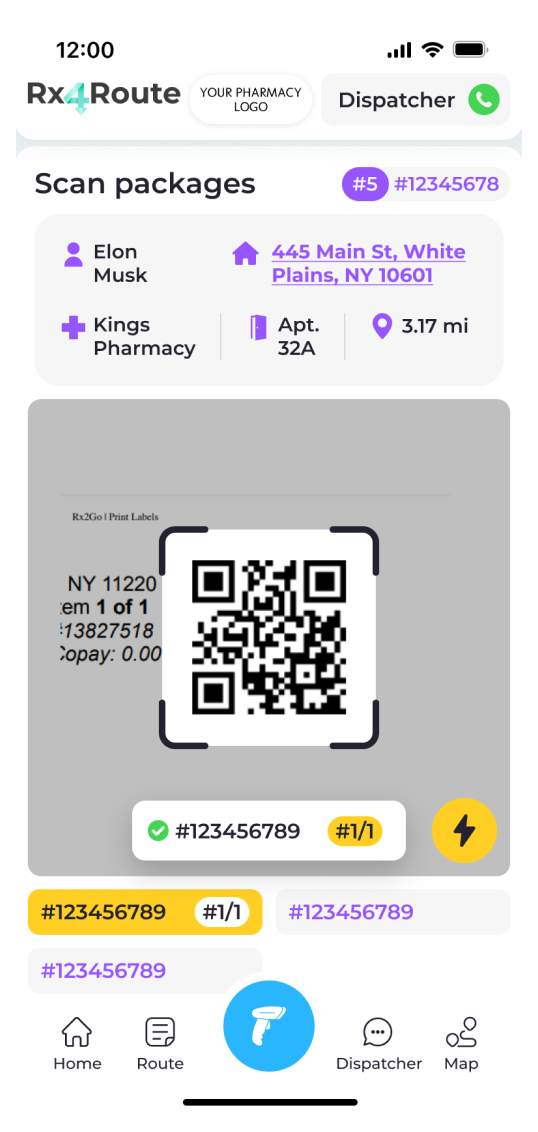 12:00
Rx4Route
YOUR PHARMACY
LOGO
Dispatcher
Scan packages
#5 #12345678
Elon
Musk
445 Main St, White
Plains, NY 10601
Kings
Pharmacy
Apt.
32A
3.17 mi
Rx2Go | Print Labels
NY 11220
em 1 of 1
#13827518
Copay: 0.00
#123456789 #1/1
#123456789 #1/1
#123456789
#123456789
Home
Route
Dispatcher
Map